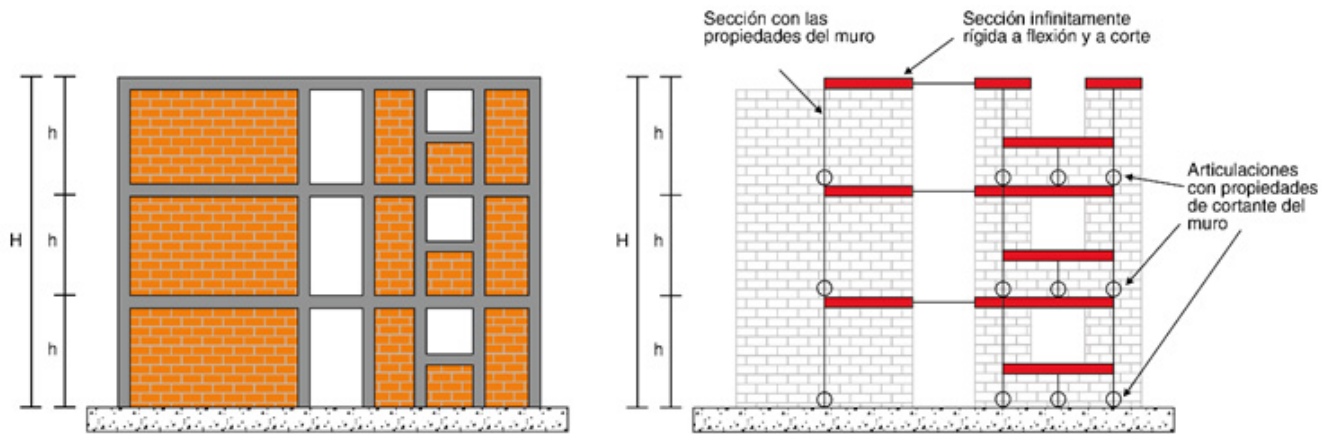 H
h
h
h
Sección con las
propiedades del muro
Sección infinitamente
rígida a flexión y a corte
H
h
h
h
Articulaciones
con propiedades
de cortante del
muro